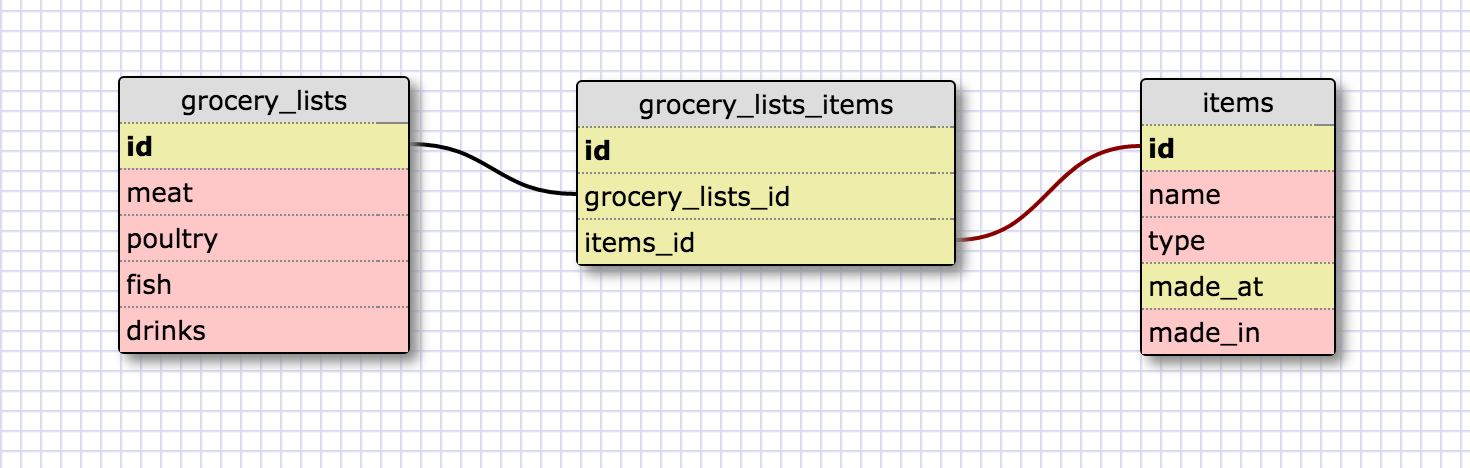 grocery_lists
id
meat
poultry
fish
drinks
grocery_lists_items
id
grocery_lists_id
items_id
items
id
name
type
made_at
made_in